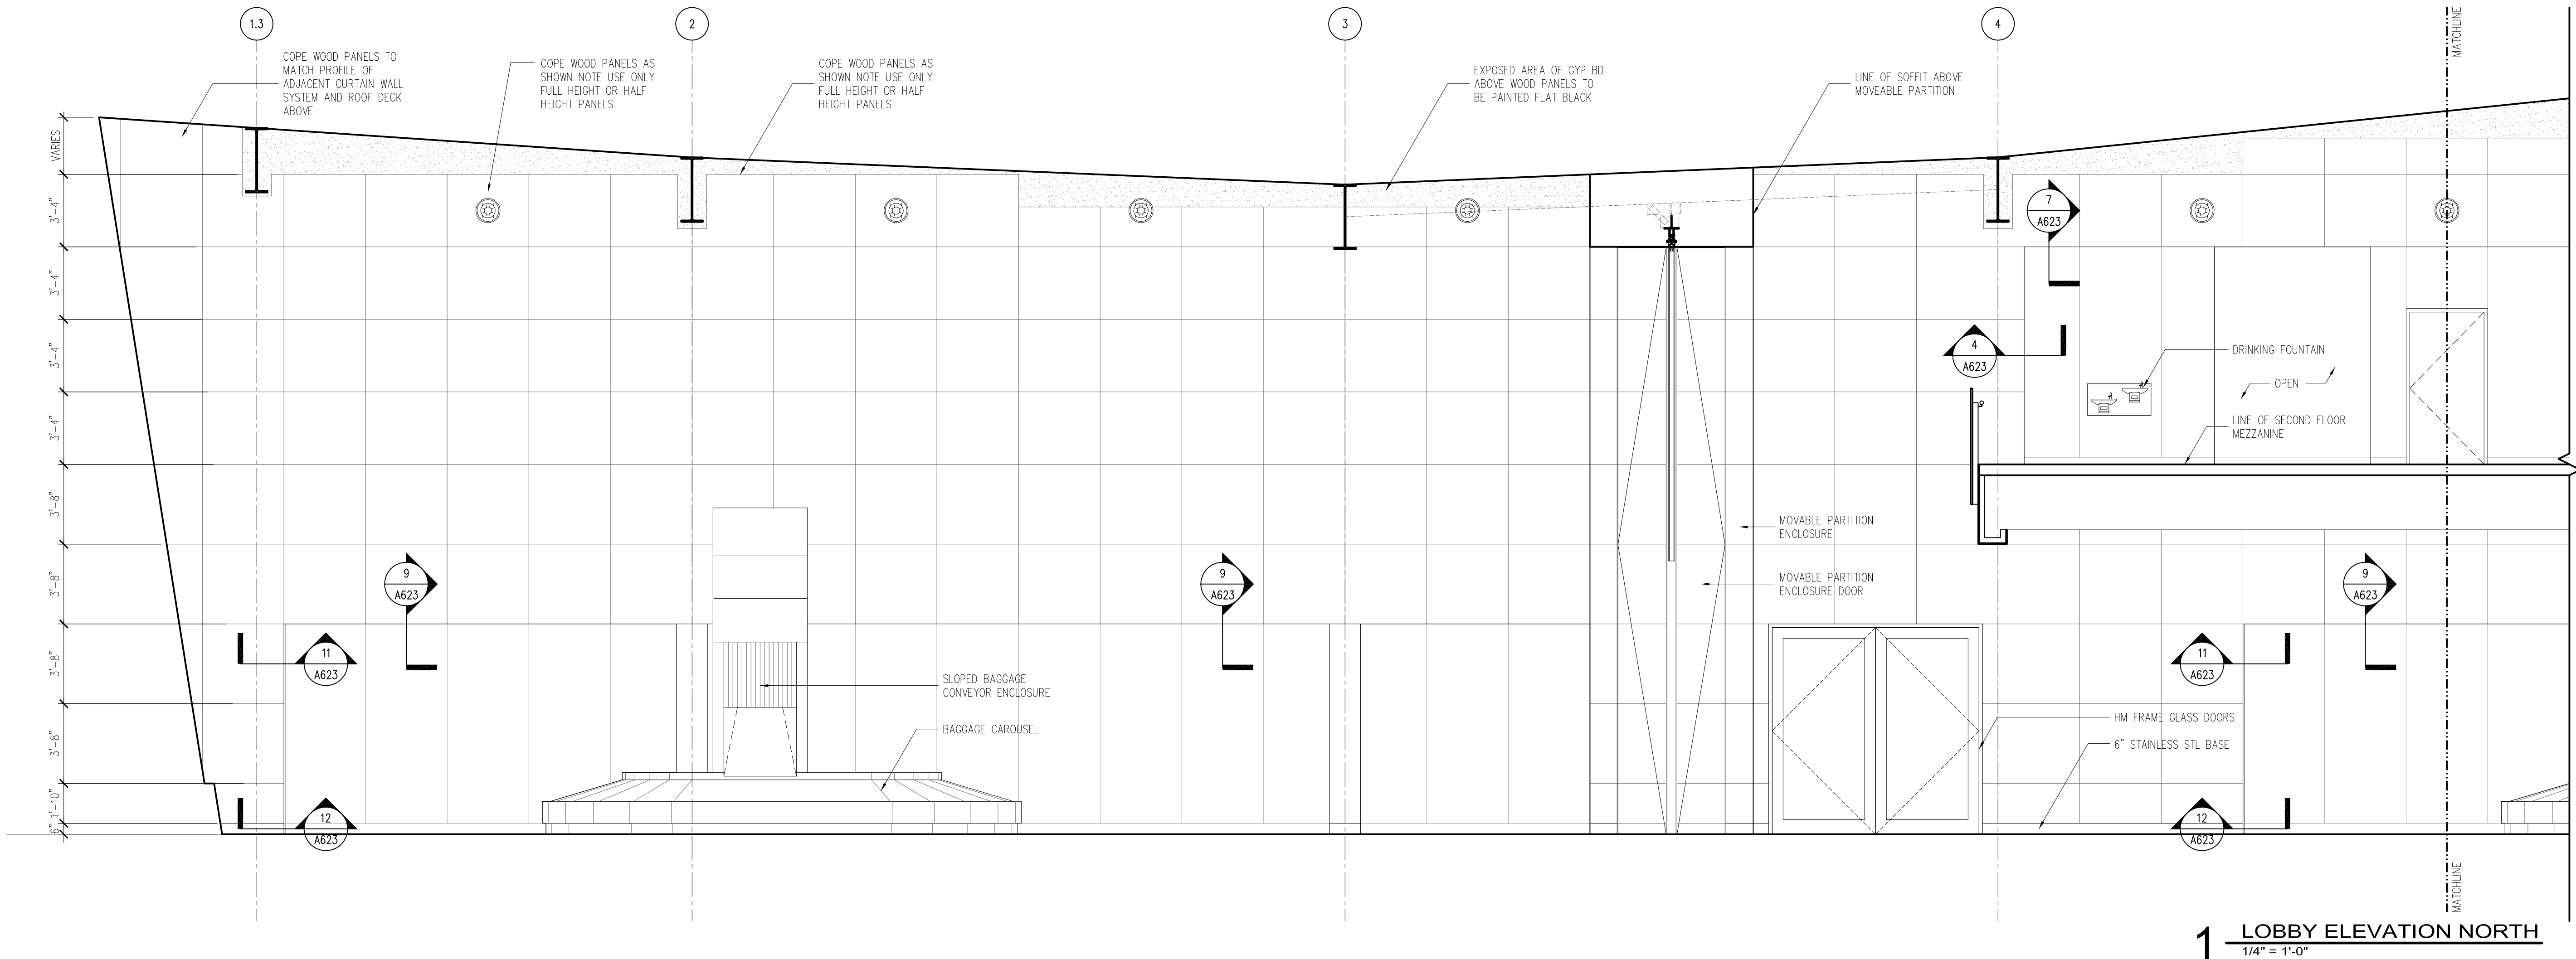 1.3
2
3
4
MATCHLINE
COPE WOOD PANELS TO
MATCH PROFILE OF
ADJACENT CURTAIN WALL
SYSTEM AND ROOF DECK
ABOVE
COPE WOOD PANELS AS
SHOWN NOTE USE ONLY
FULL HEIGHT OR HALF
HEIGHT PANELS
COPE WOOD PANELS AS
SHOWN NOTE USE ONLY
FULL HEIGHT OR HALF
HEIGHT PANELS
EXPOSED AREA OF GYP BD
ABOVE WOOD PANELS TO
BE PAINTED FLAT BLACK
LINE OF SOFFIT ABOVE
MOVEABLE PARTITION
VARIES
3'-4"
3'-4"
3'-4"
3'-4"
3'-8"
3'-8"
3'-8"
3'-8"
1'-10"
6"
7
A623
4
A623
DRINKING FOUNTAIN
OPEN
LINE OF SECOND FLOOR
MEZZANINE
MOVABLE PARTITION
ENCLOSURE
MOVABLE PARTITION
ENCLOSURE DOOR
9
A623
9
A623
9
A623
11
A623
11
A623
SLOPED BAGGAGE
CONVEYOR ENCLOSURE
BAGGAGE CAROUSEL
HM FRAME GLASS DOORS
6" STAINLESS STL BASE
12
A623
12
A623
MATCHLINE
1
LOBBY ELEVATION NORTH
1/4" = 1'-0"